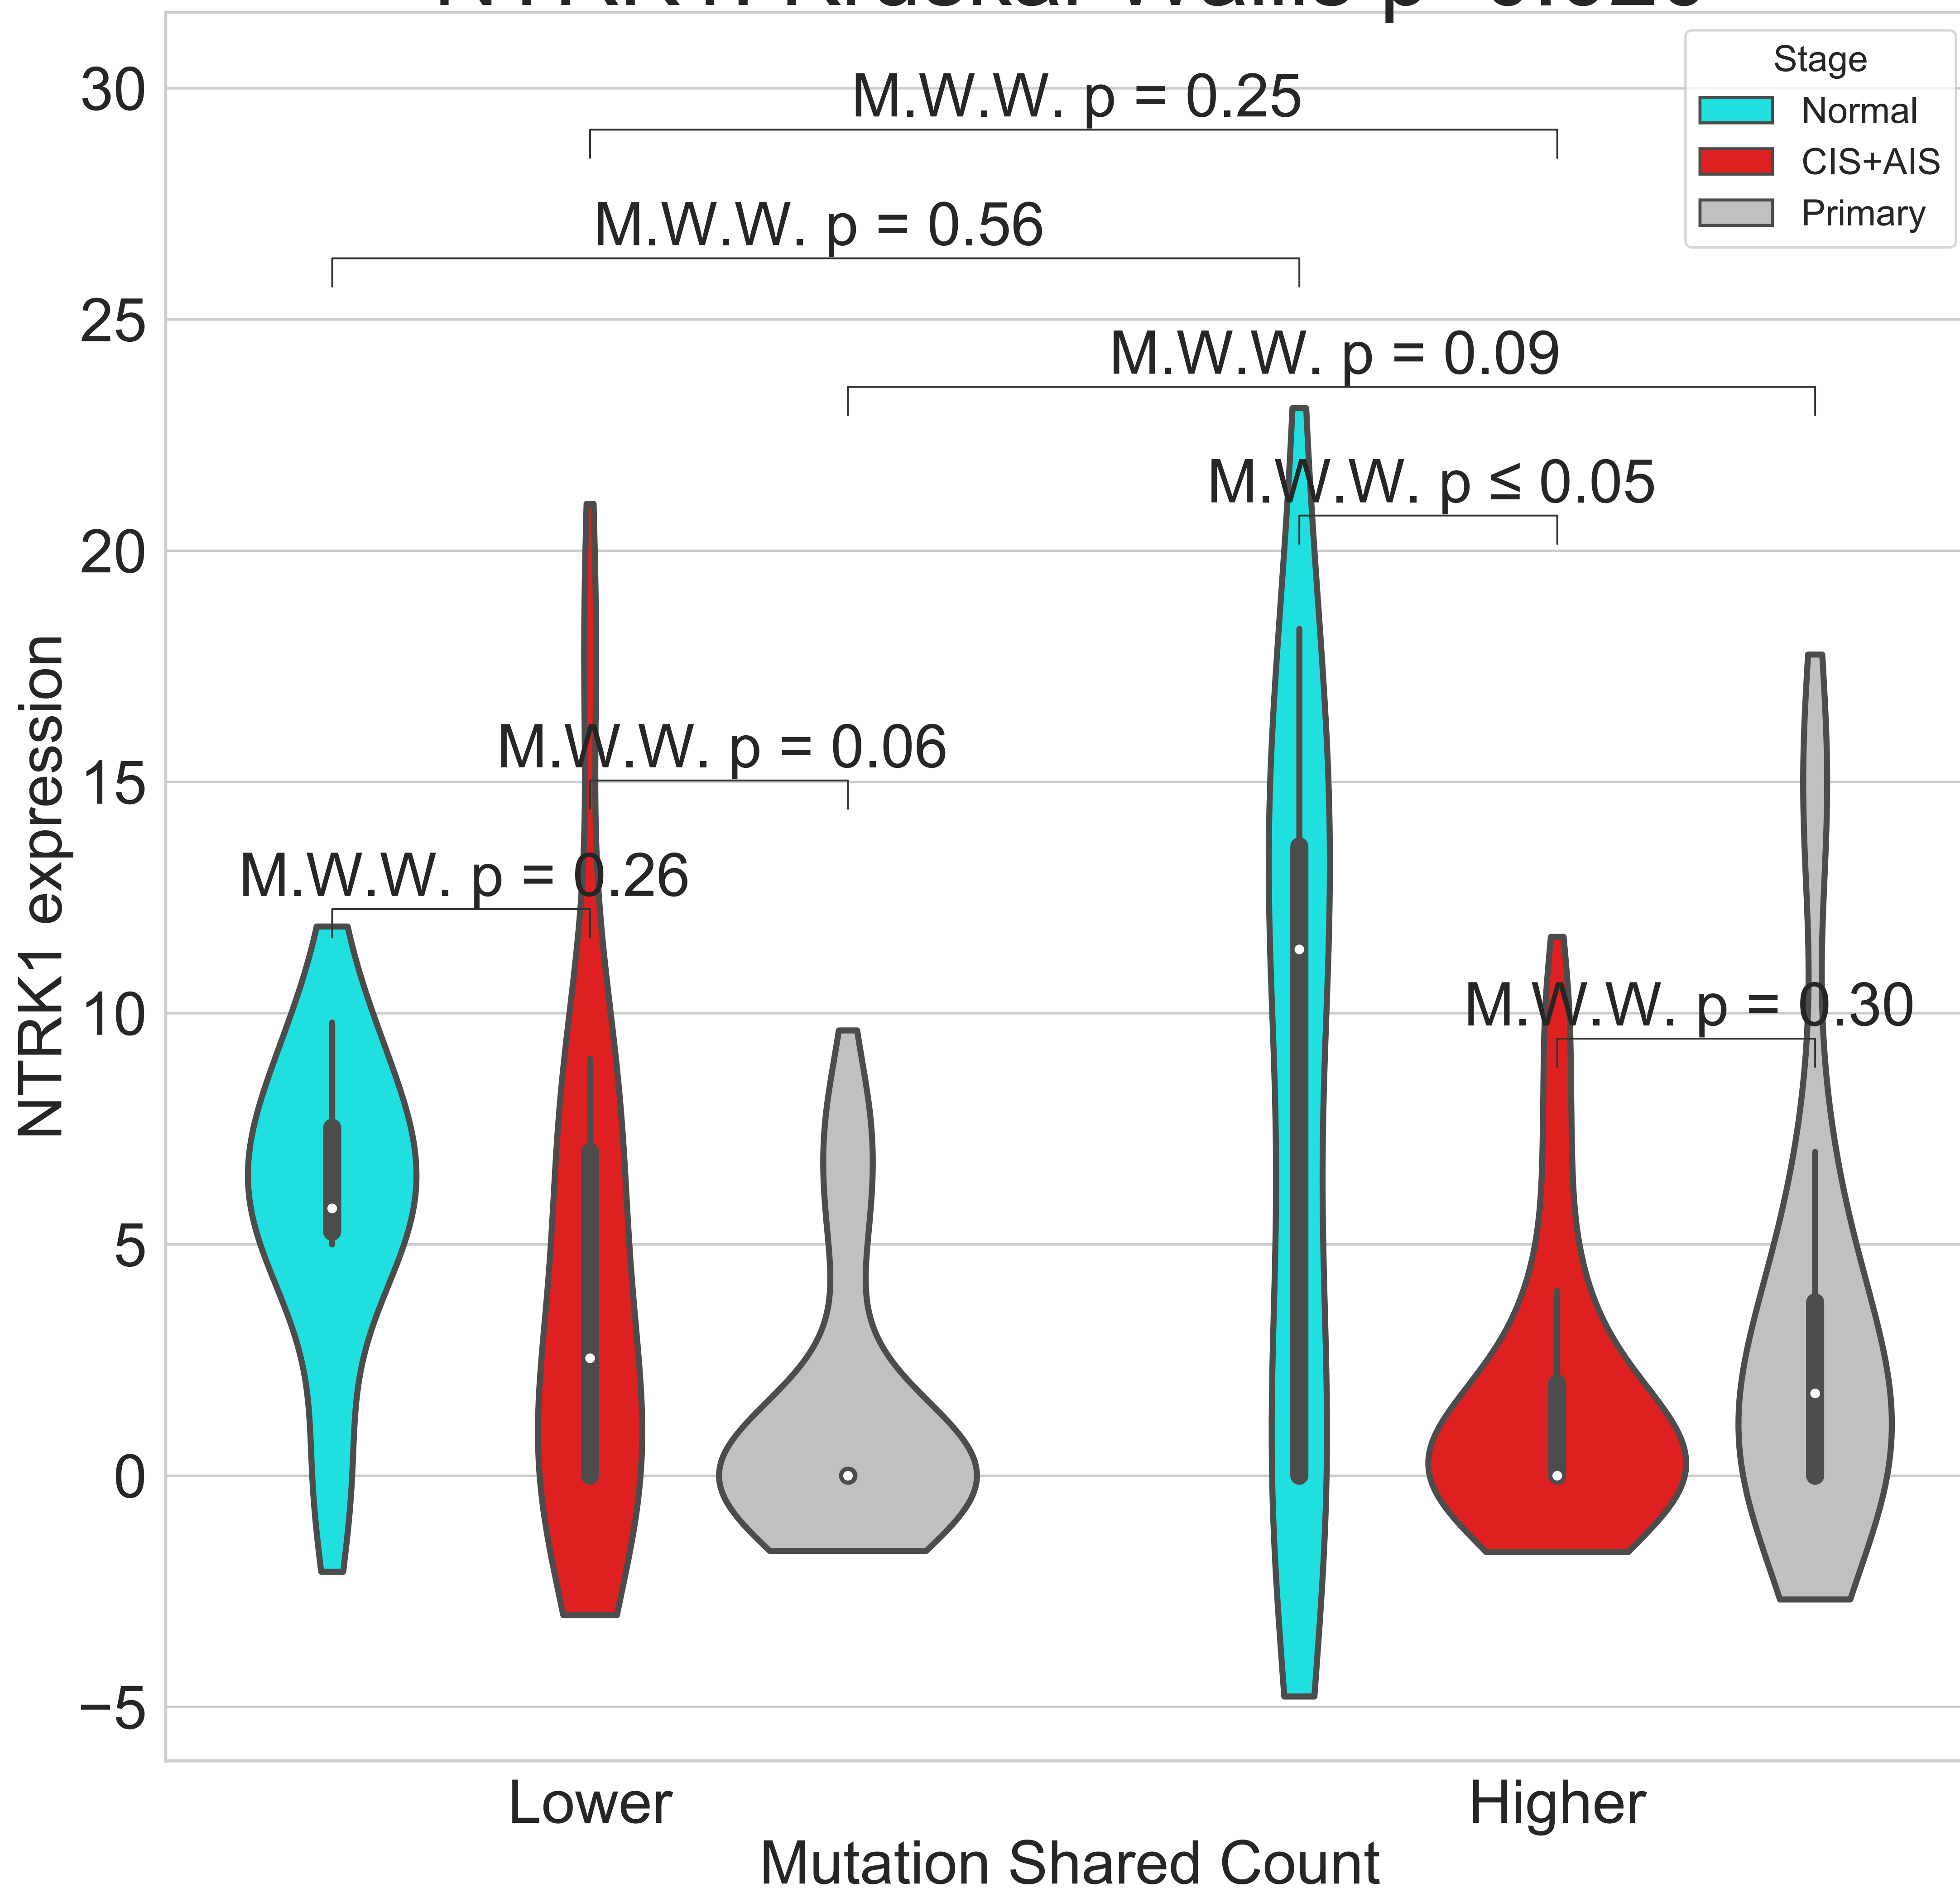 Stage
Normal
CIS+AIS
Primary
M.W.W. p = 0.25
M.W.W. p = 0.56
M.W.W. p = 0.09
M.W.W. p ≤ 0.05
M.W.W. p = 0.06
M.W.W. p = 0.26
M.W.W. p = 0.30
30
25
20
15
10
5
0
−5
NTRK1 expression
Lower
Higher
Mutation Shared Count